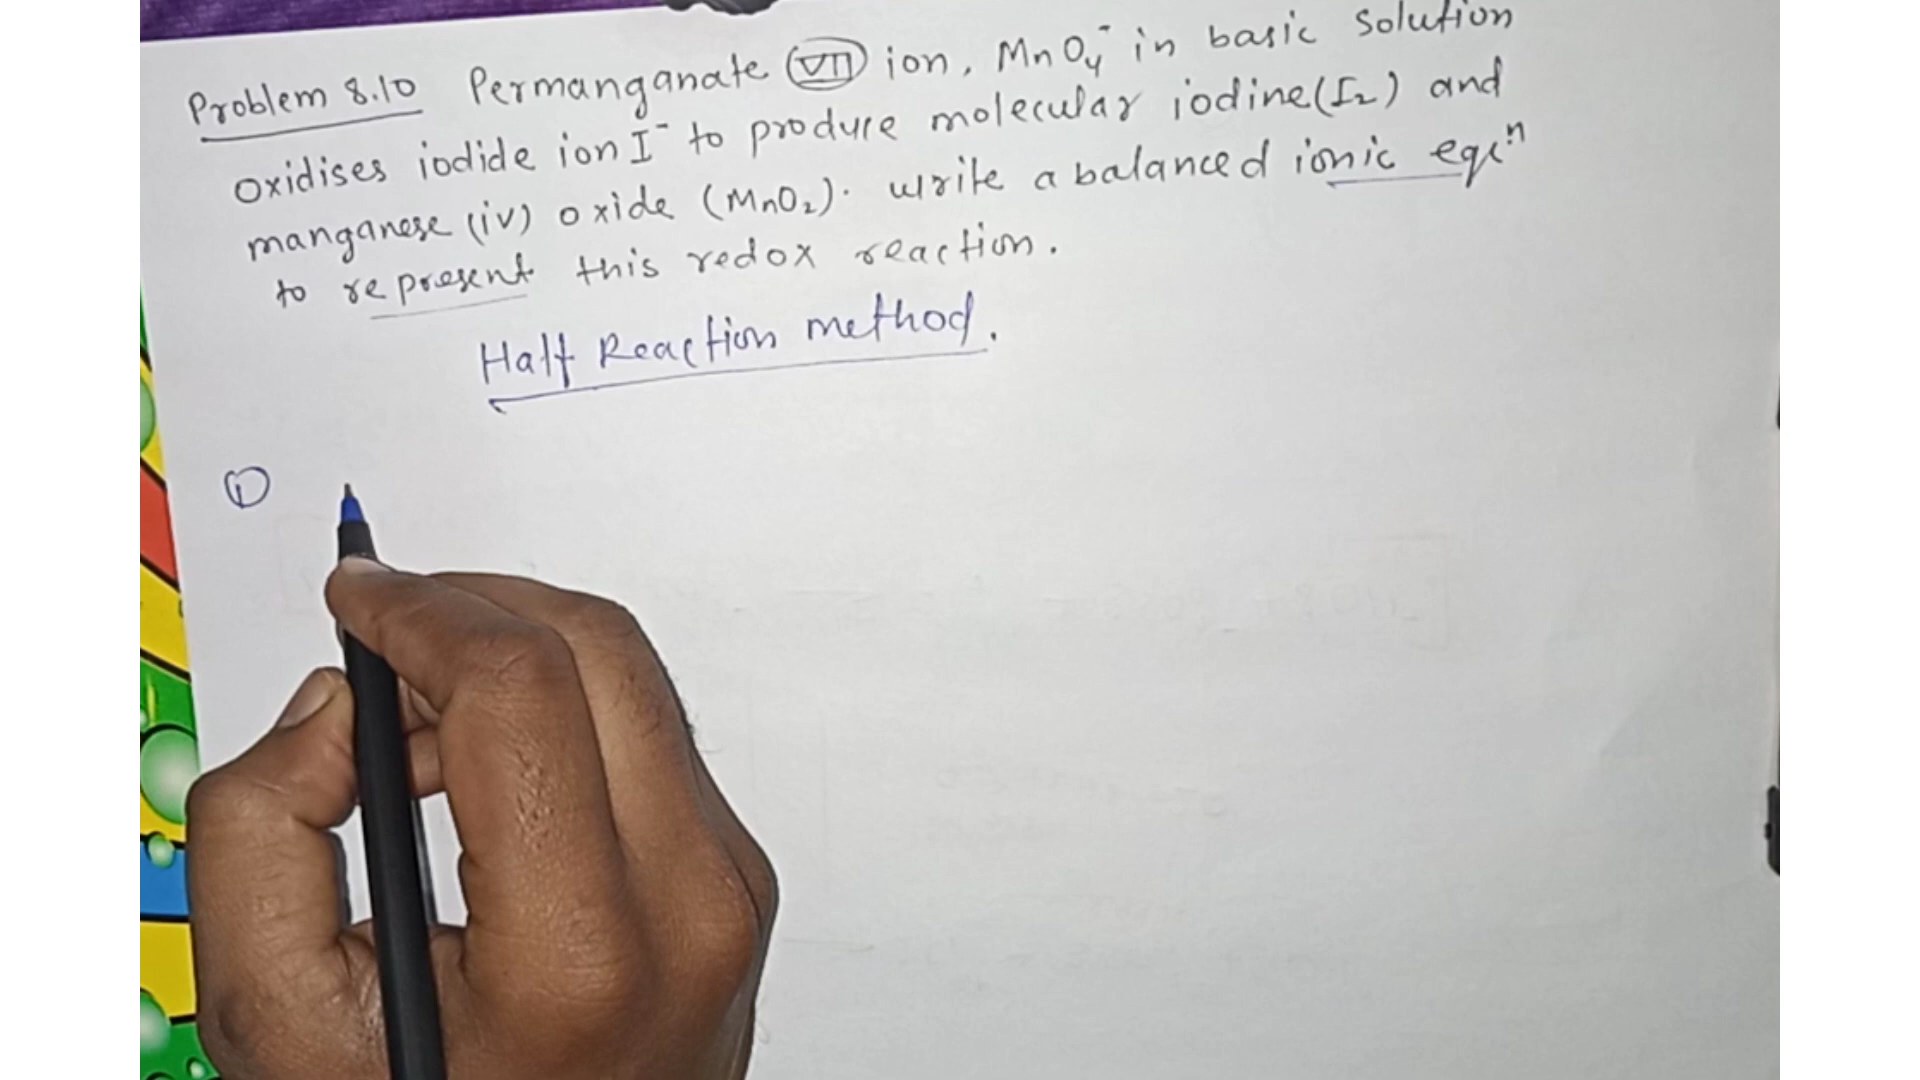 Problem 8.10 Permanganate (VII) ion, MnO₄⁻ in basic solution
oxidises iodide ion I⁻ to produce molecular iodine (I₂) and
manganese (iv) oxide (MnO₂). write a balanced ionic eqⁿ
to represent this redox reaction.
Half Reaction method.
①